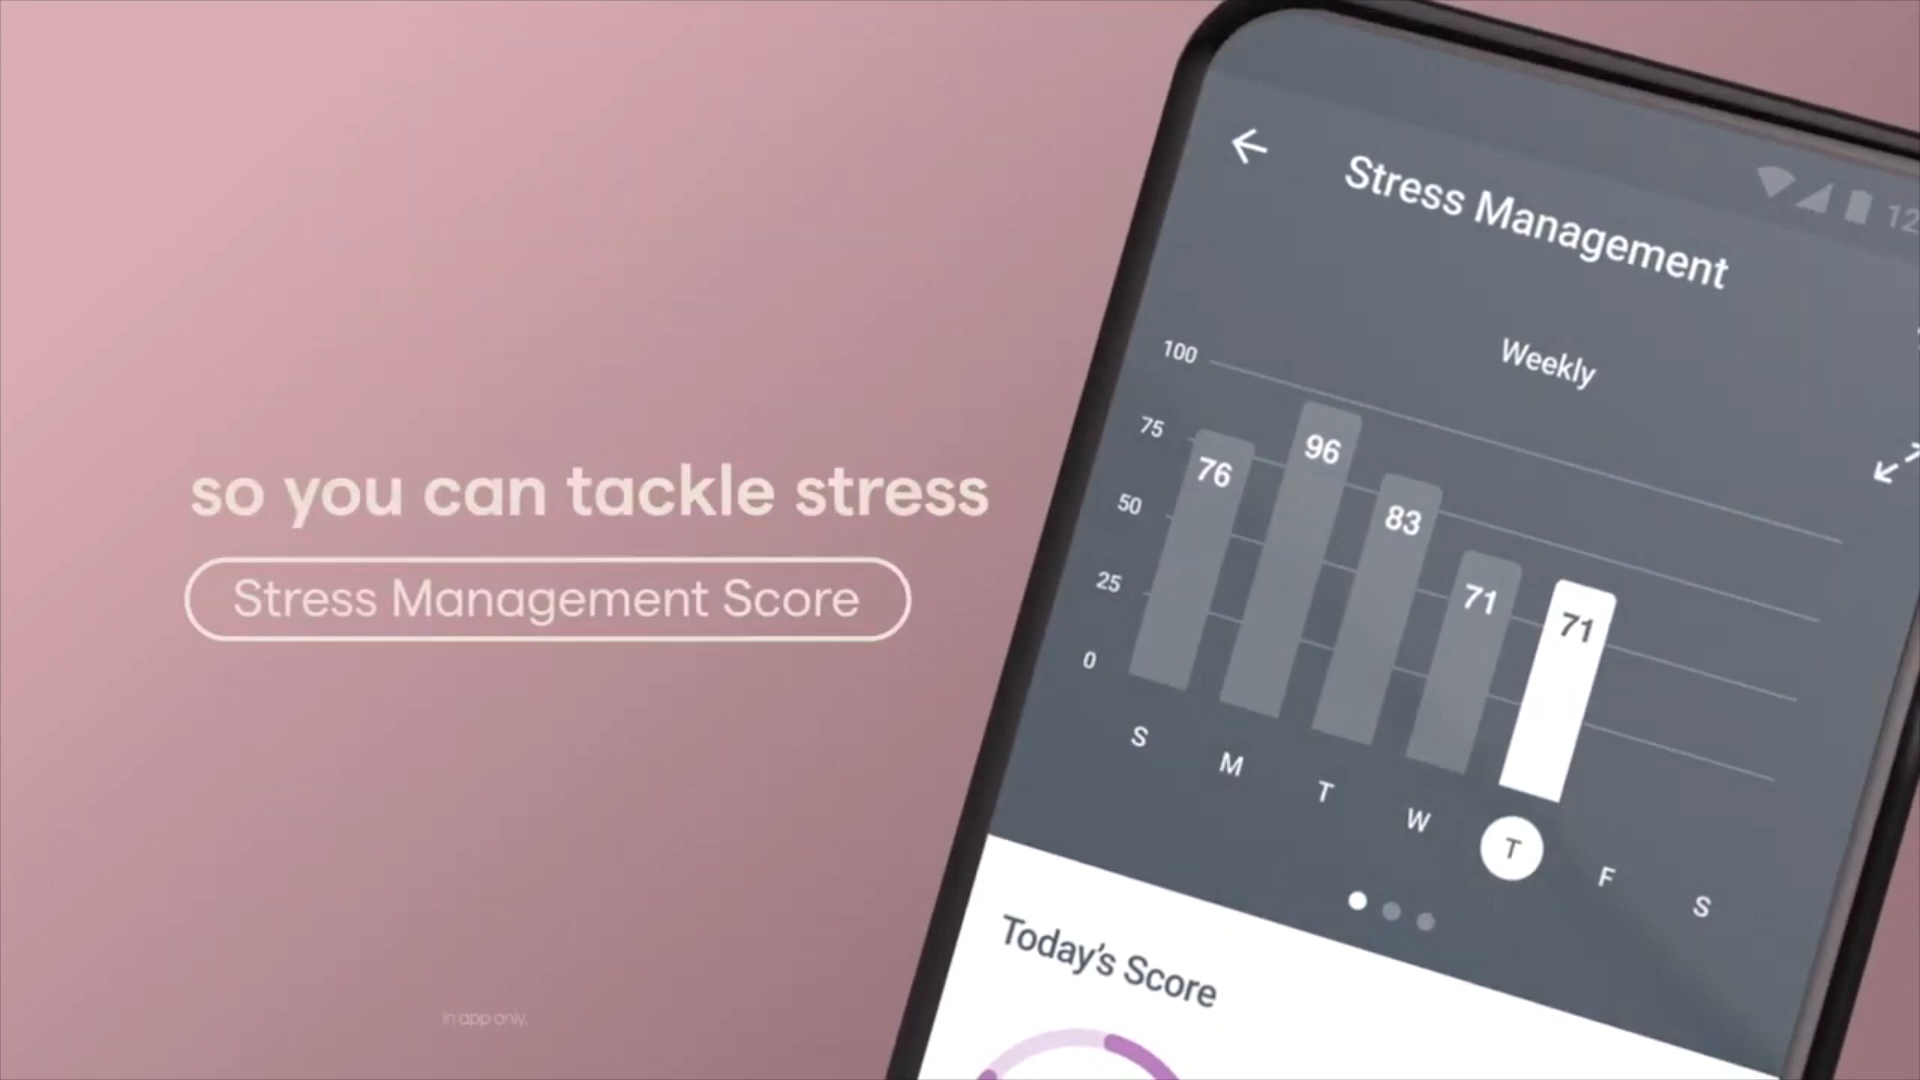 so you can tackle stress
Stress Management Score
in app only.
12
Stress Management
Weekly
100
75
50
25
0
76
96
83
71
71
S
M
T
W
T
F
S
Today's Score